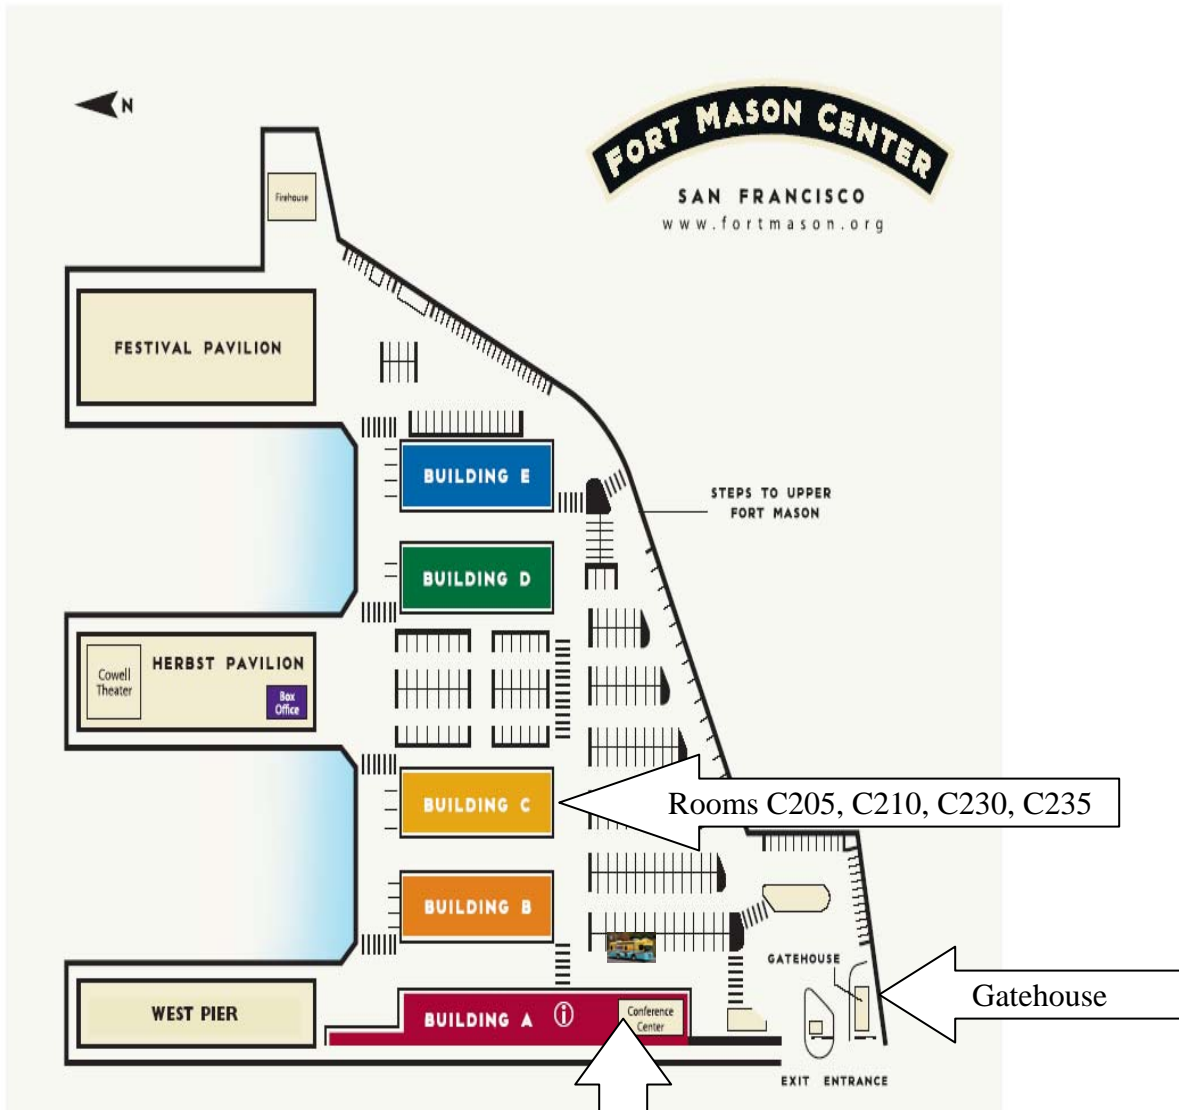 N
FORT MASON CENTER
SAN FRANCISCO
www.fortmason.org
Firehouse
FESTIVAL PAVILION
BUILDING E
STEPS TO UPPER
FORT MASON
BUILDING D
HERBST PAVILION
Cowell
Theater
Box
Office
BUILDING C
Rooms C205, C210, C230, C235
BUILDING B
GATEHOUSE
Gatehouse
WEST PIER
BUILDING A
i
Conference
Center
EXIT ENTRANCE